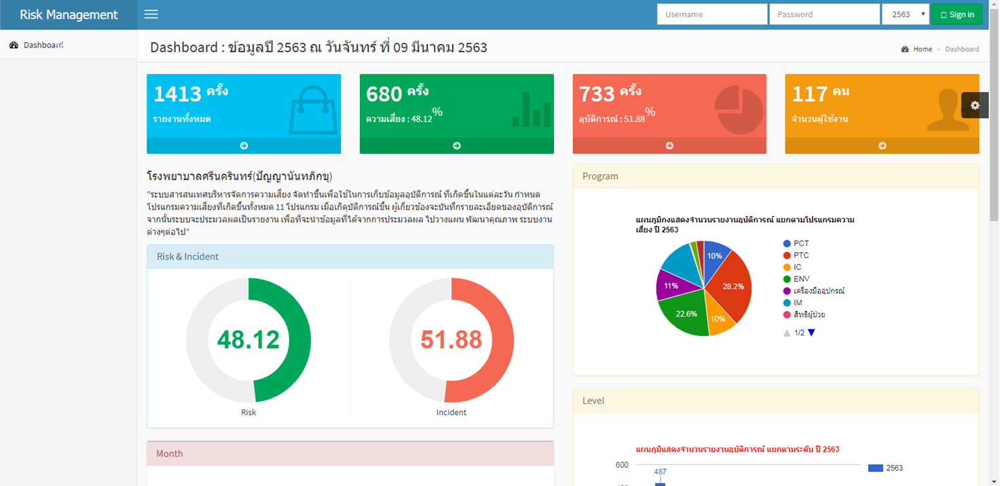 Risk Management
Username
Password
2563
Sign in
Dashboard
Dashboard : ข้อมูลปี 2563 ณ วันจันทร์ ที่ 09 มีนาคม 2563
Home > Dashboard
1413 ครั้ง
รายงานทั้งหมด
680 ครั้ง
ความเสี่ยง : 48.12%
733 ครั้ง
อุบัติการณ์ : 51.88%
117 คน
จำนวนผู้ใช้งาน
โรงพยาบาลศรีนครินทร์(ปัญญานันทภิกขุ)
"ระบบสารสนเทศบริหารจัดการความเสี่ยง จัดทำขึ้นเพื่อใช้ในการเก็บข้อมูลอุบัติการณ์ ที่เกิดขึ้นในแต่ละวัน กำหนด
โปรแกรมความเสี่ยงที่เกิดขึ้นทั้งหมด 11 โปรแกรม เมื่อเกิดุบัติการณ์ขึ้น ผู้เกี่ยวข้องจะบันทึกรายละเอียดของอุบัติการณ์
จากนั้นระบบจะประมวลผลเป็นรายงาน เพื่อที่จะนำข้อมูลที่ได้จากการประมวลผล ไปวางแผน พัฒนาคุณภาพ ระบบงาน
ต่างๆต่อไป"
Risk & Incident
48.12
Risk
51.88
Incident
Month
Program
แผนภูมิกงแสดงจำนวนรายงานอุบัติการณ์ แยกตามโปรแกรมความ
เสี่ยง ปี 2563
10%
28.2%
10%
22.6%
11%
PCT
PTC
IC
ENV
เครื่องมืออุปกรณ์
IM
สิทธิผู้ป่วย
1/2
Level
แผนภูมิแสดงจำนวนรายงานอุบัติการณ์ แยกตามระดับ ปี 2563
600
487
2563